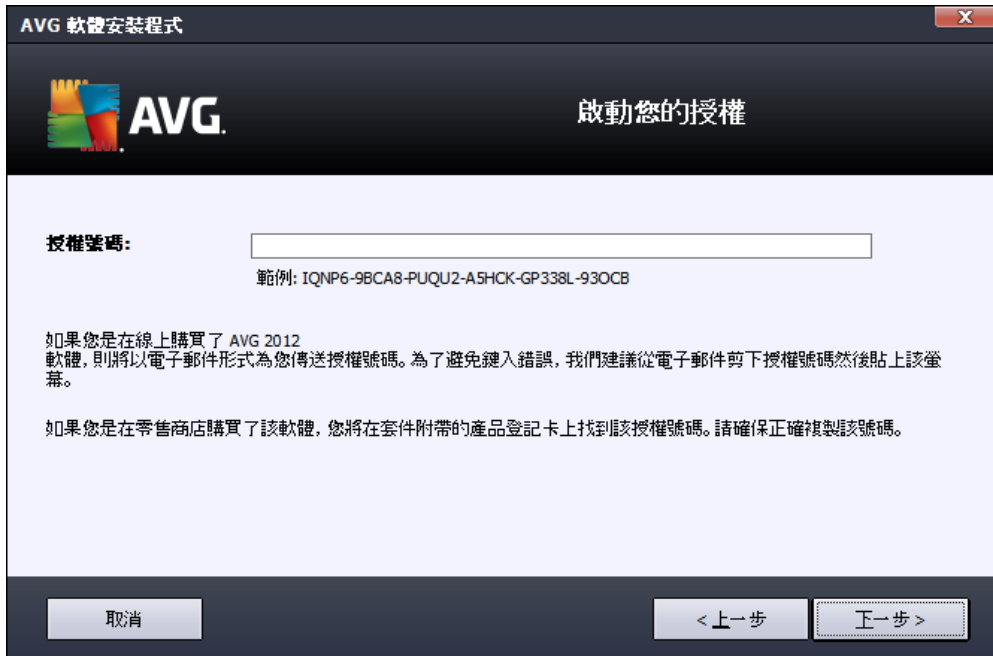 AVG 軟體安裝程式
AVG.
啟動您的授權
授權號碼:
範例: IQNP6-9BCA8-PUQU2-A5HCK-GP338L-93OCB
如果您是在線上購買了 AVG 2012
軟體, 則將以電子郵件形式為您傳送授權號碼。為了避免鍵入錯誤, 我們建議從電子郵件剪下授權號碼然後貼上該螢
幕。
如果您是在零售商店購買了該軟體, 您將在套件附帶的產品登記卡上找到該授權號碼。請確保正確複製該號碼。
取消
< 上一步
下一步 >